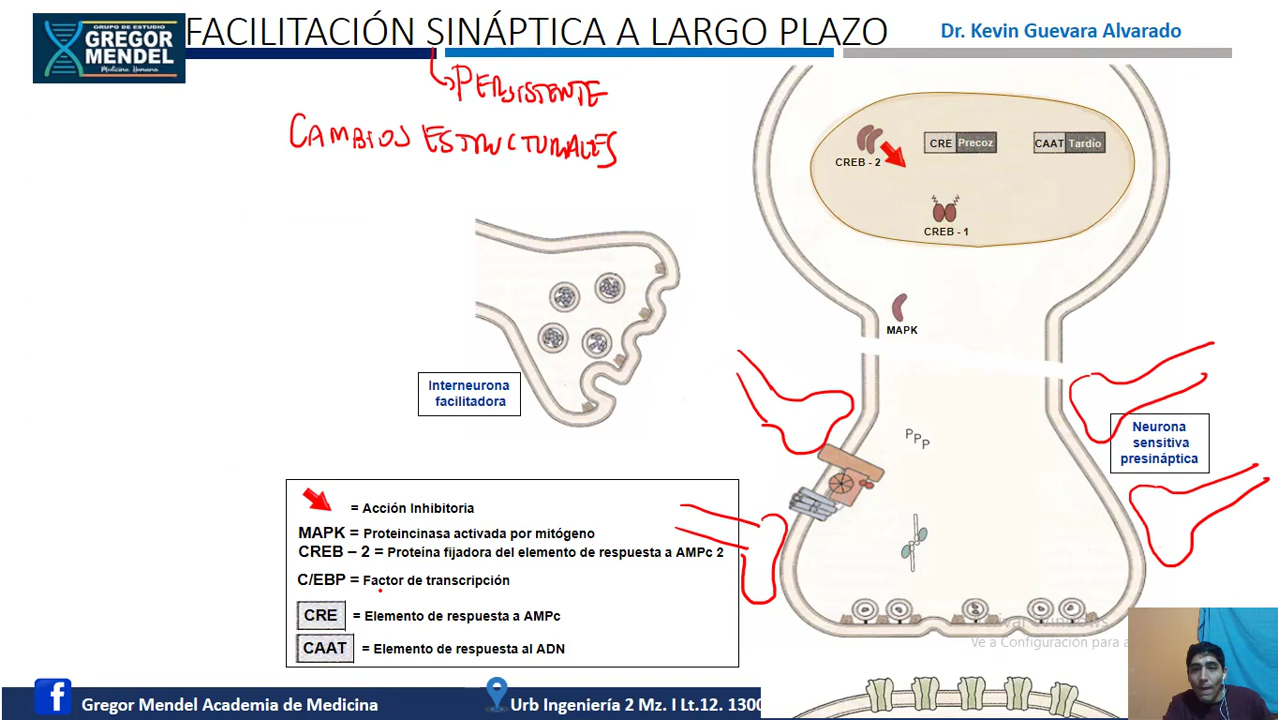 GRUPO DE ESTUDIO
GREGOR
MENDEL
Medicina Humana
FACILITACIÓN SINÁPTICA A LARGO PLAZO
Dr. Kevin Guevara Alvarado
PERSISTENTE
CAMBIOS ESTRUCTURALES
CREB - 2
CRE Precoz
CAAT Tardío
CREB - 1
MAPK
Interneurona
facilitadora
PPP
Neurona
sensitiva
presináptica
= Acción Inhibitoria
MAPK = Proteincinasa activada por mitógeno
CREB – 2 = Proteína fijadora del elemento de respuesta a AMPc 2
C/EBP = Factor de transcripción
CRE = Elemento de respuesta a AMPc
CAAT = Elemento de respuesta al ADN
Windows
Ve a Configuración para a
Gregor Mendel Academia de Medicina
Urb Ingeniería 2 Mz. I Lt.12. 1300